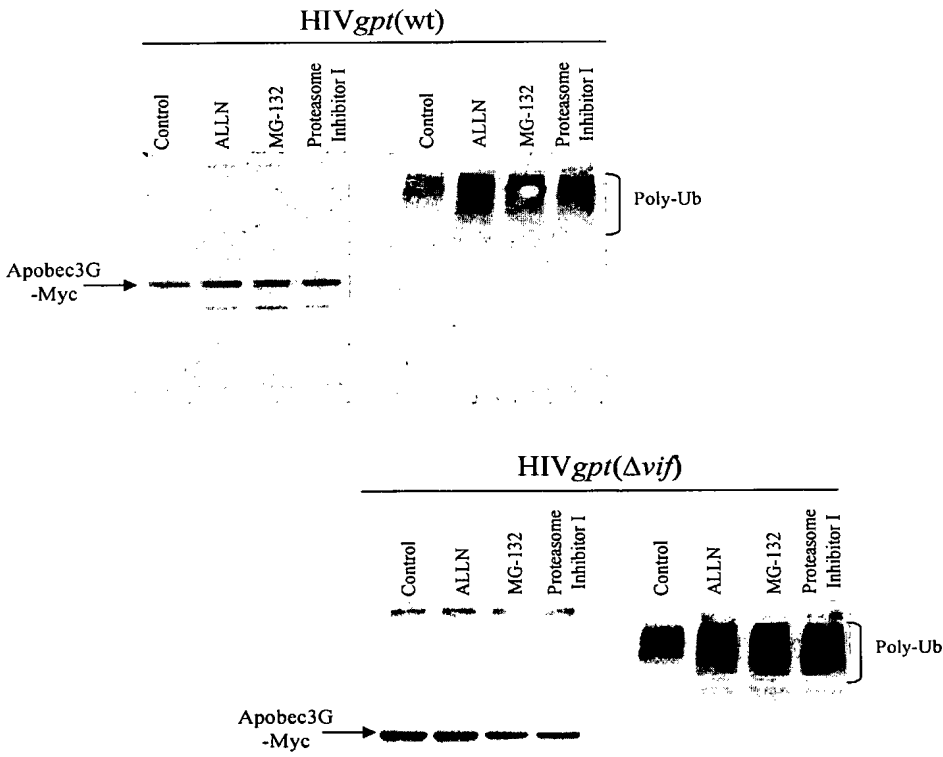 HIVgpt(wt)
Control
ALLN
MG-132
Proteasome
Inhibitor I
Control
ALLN
MG-132
Proteasome
Inhibitor I
Poly-Ub
Apobec3G
-Myc
HIVgpt(Δvif)
Control
ALLN
MG-132
Proteasome
Inhibitor I
Control
ALLN
MG-132
Proteasome
Inhibitor I
Poly-Ub
Apobec3G
-Myc